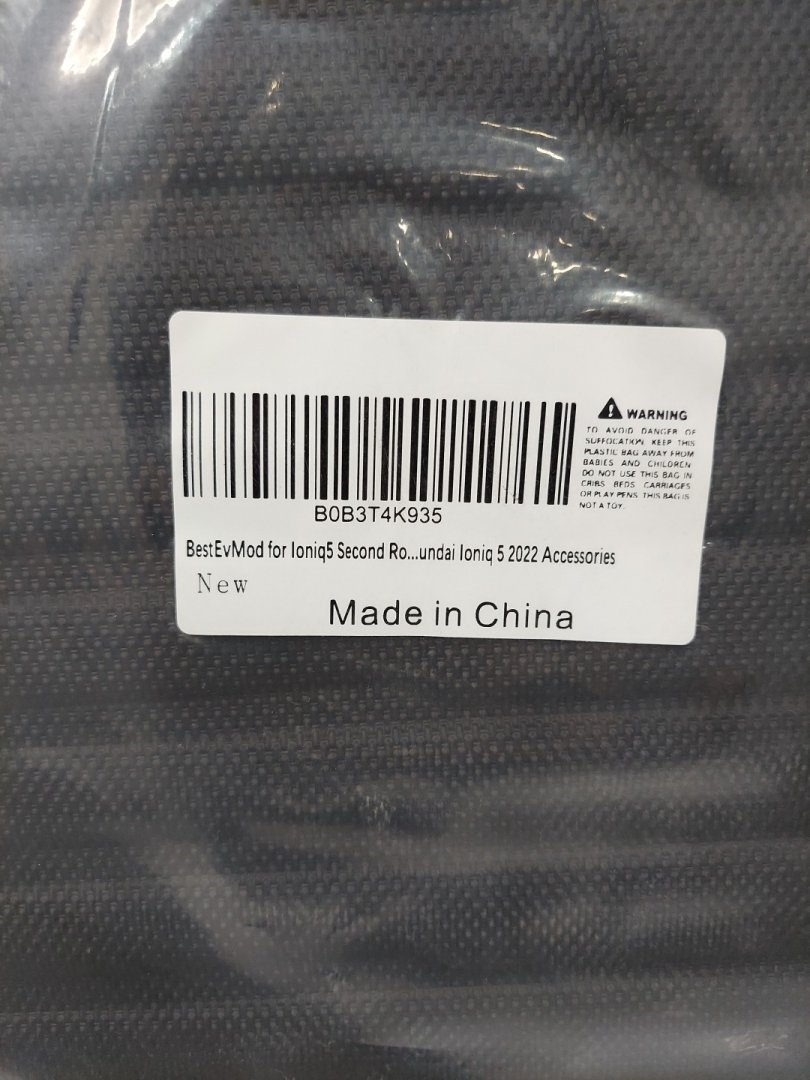 WARNING
TO AVOID DANGER OF
SUFFOCATION, KEEP THIS
PLASTIC BAG AWAY FROM
BABIES AND CHILDREN
DO NOT USE THIS BAG IN
CRIBS BEDS CARRIAGES
OR PLAY PENS. THIS BAG IS
NOT A TOY.
B0B3T4K935
BestEvMod for Ioniq5 Second Ro...undai Ioniq 5 2022 Accessories
New
Made in China